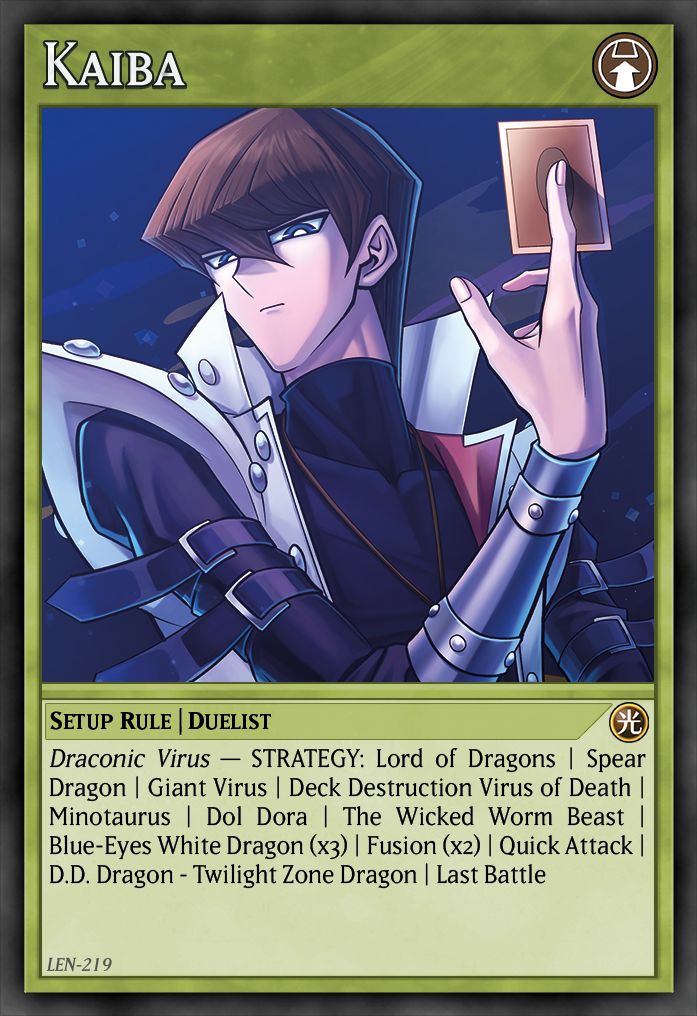 Kaiba
Setup Rule | Duelist
光
Draconic Virus — STRATEGY: Lord of Dragons | Spear
Dragon | Giant Virus | Deck Destruction Virus of Death |
Minotaurus | Dol Dora | The Wicked Worm Beast |
Blue-Eyes White Dragon (x3) | Fusion (x2) | Quick Attack |
D.D. Dragon - Twilight Zone Dragon | Last Battle
LEN-219